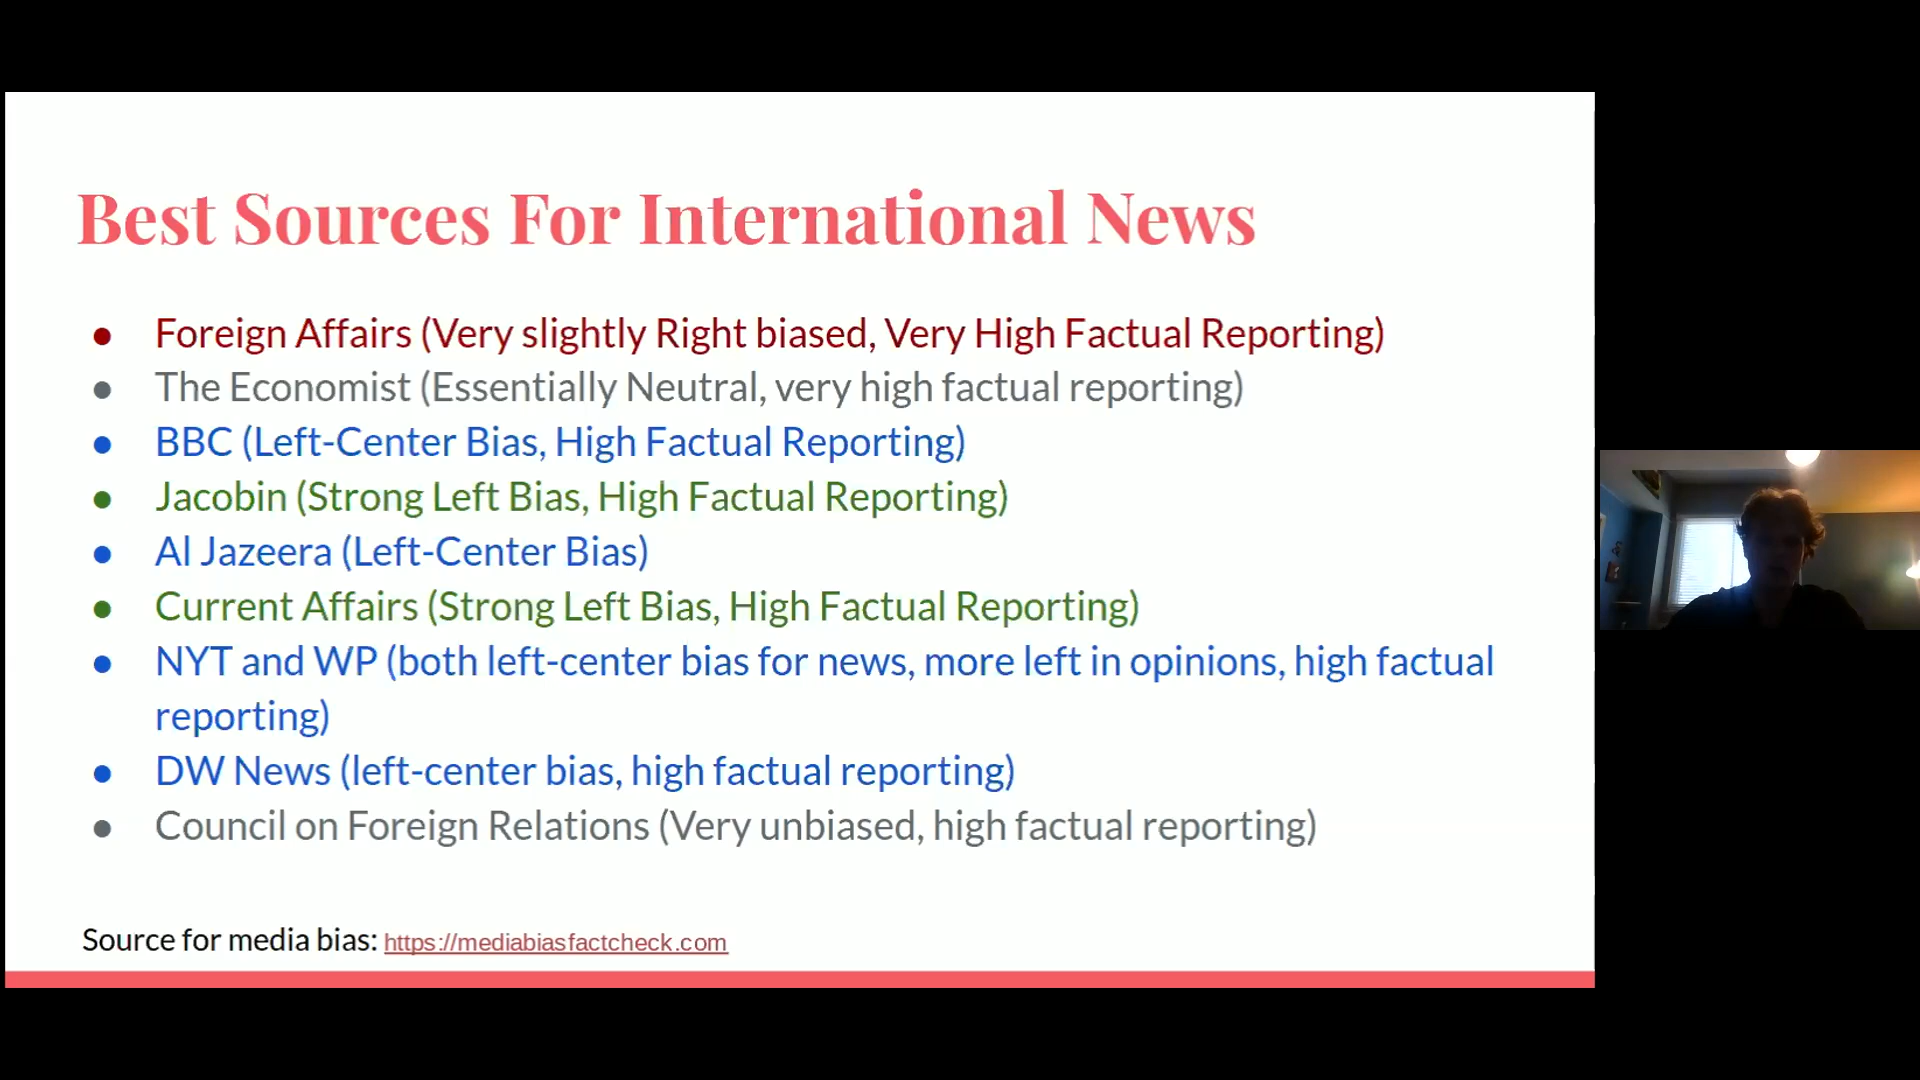 Best Sources For International News
● Foreign Affairs (Very slightly Right biased, Very High Factual Reporting)
● The Economist (Essentially Neutral, very high factual reporting)
● BBC (Left-Center Bias, High Factual Reporting)
● Jacobin (Strong Left Bias, High Factual Reporting)
● Al Jazeera (Left-Center Bias)
● Current Affairs (Strong Left Bias, High Factual Reporting)
● NYT and WP (both left-center bias for news, more left in opinions, high factual
reporting)
● DW News (left-center bias, high factual reporting)
● Council on Foreign Relations (Very unbiased, high factual reporting)
Source for media bias: https://mediabiasfactcheck.com